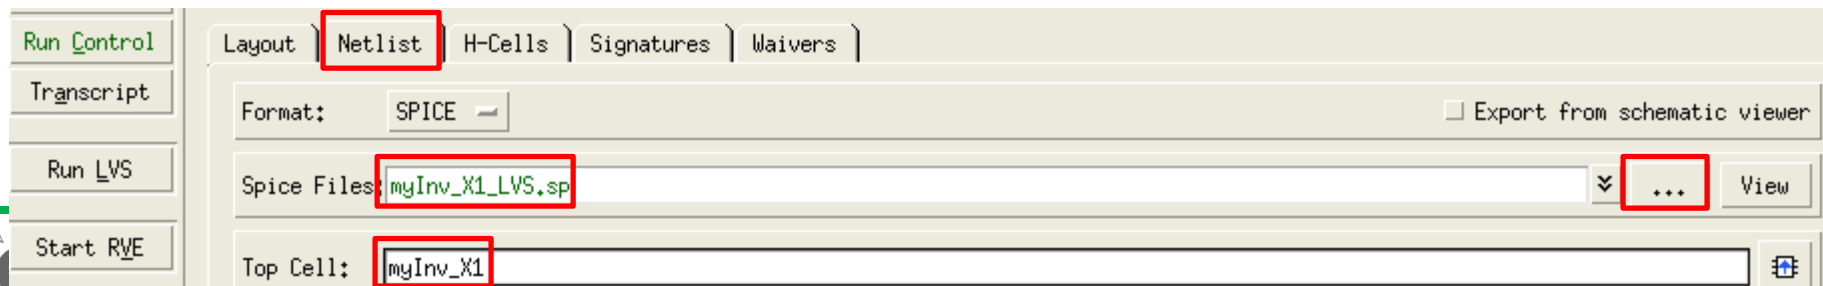 Run Control
Layout Netlist H-Cells Signatures Waivers
Transcript
Format: SPICE Export from schematic viewer
Run LVS
Spice Files: myInv_X1_LVS.sp ... View
Start RVE
Top Cell: myInv_X1